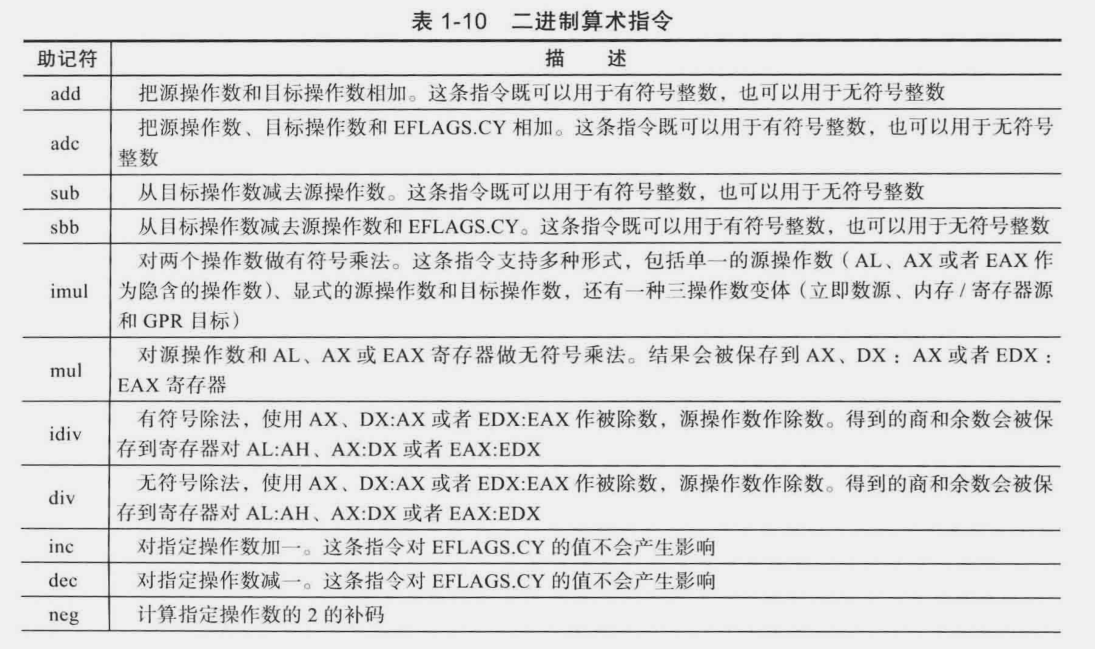 表 1-10 二进制算术指令
助记符 描 述
add 把源操作数和目标操作数相加。这条指令既可以用于有符号整数，也可以用于无符号整数
adc 把源操作数、目标操作数和 EFLAGS.CY 相加。这条指令既可以用于有符号整数，也可以用于无符号
整数
sub 从目标操作数减去源操作数。这条指令既可以用于有符号整数，也可以用于无符号整数
sbb 从目标操作数减去源操作数和 EFLAGS.CY。这条指令既可以用于有符号整数，也可以用于无符号整数
对两个操作数做有符号乘法。这条指令支持多种形式，包括单一的源操作数（AL、AX 或者 EAX 作
imul 为隐含的操作数）、显式的源操作数和目标操作数，还有一种三操作数变体（立即数源、内存 / 寄存器源
和 GPR 目标）
mul 对源操作数和 AL、AX 或 EAX 寄存器做无符号乘法。结果会被保存到 AX、DX：AX 或者 EDX：
EAX 寄存器
idiv 有符号除法，使用 AX、DX:AX 或者 EDX:EAX 作被除数，源操作数作除数。得到的商和余数会被保
存到寄存器对 AL:AH、AX:DX 或者 EAX:EDX
div 无符号除法，使用 AX、DX:AX 或者 EDX:EAX 作被除数，源操作数作除数。得到的商和余数会被保
存到寄存器对 AL:AH、AX:DX 或者 EAX:EDX
inc 对指定操作数加一。这条指令对 EFLAGS.CY 的值不会产生影响
dec 对指定操作数减一。这条指令对 EFLAGS.CY 的值不会产生影响
neg 计算指定操作数的 2 的补码